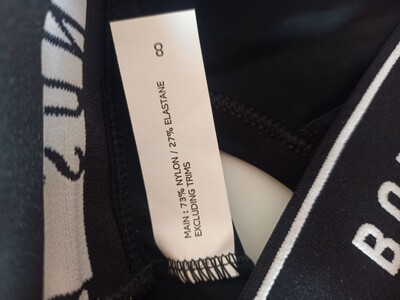 8
MAIN : 73% NYLON / 27% ELASTANE
EXCLUDING TRIMS